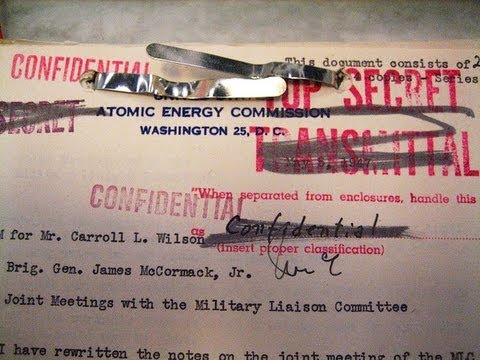 CONFIDENTIAL
This document consists of 2
copies - Series
TOP SECRET
SECRET
ATOMIC ENERGY COMMISSION
WASHINGTON 25, D. C.
TRANSMITTAL
1947
CONFIDENTIAL
"When separated from enclosures, handle this
as Confidential
(Insert proper classification)
M for Mr. Carroll L. Wilson
Brig. Gen. James McCormack, Jr.
Joint Meetings with the Military Liaison Committee
I have rewritten the notes on the joint meeting of the MLC